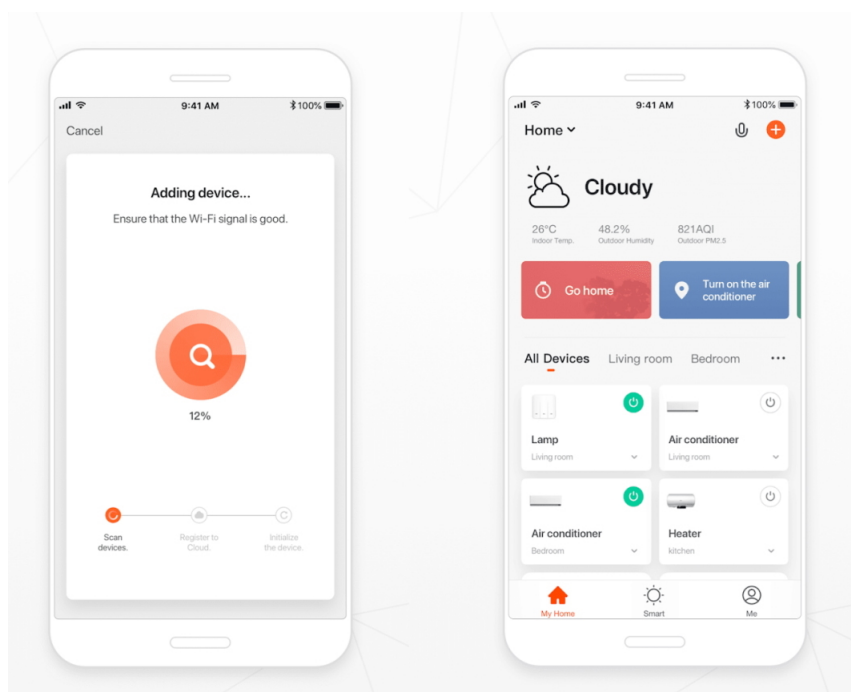 9:41 AM
100%
Cancel
Adding device...
Ensure that the Wi-Fi signal is good.
12%
Scan
devices.
Register to
Cloud.
Initialize
the device.
9:41 AM
100%
Home
Cloudy
26°C
Indoor Temp.
48.2%
Outdoor Humidity
821AQI
Outdoor PM2.5
Go home
Turn on the air
conditioner
All Devices
Living room
Bedroom
Lamp
Living room
Air conditioner
Living room
Air conditioner
Bedroom
Heater
kitchen
My Home
Smart
Me